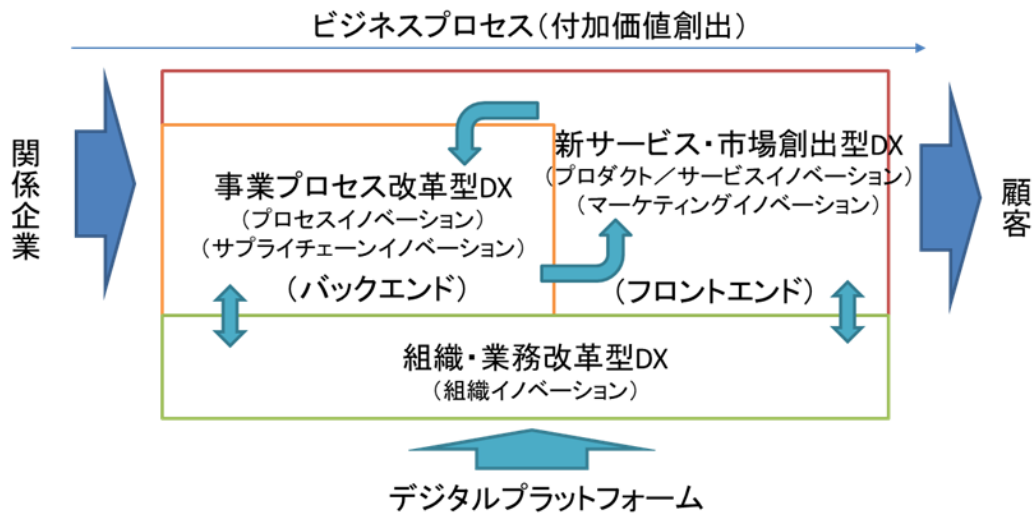 ビジネスプロセス（付加価値創出）
関係企業
新サービス・市場創出型DX
（プロダクト／サービスイノベーション）
（マーケティングイノベーション）
（フロントエンド）
事業プロセス改革型DX
（プロセスイノベーション）
（サプライチェーンイノベーション）
（バックエンド）
顧客
組織・業務改革型DX
（組織イノベーション）
デジタルプラットフォーム